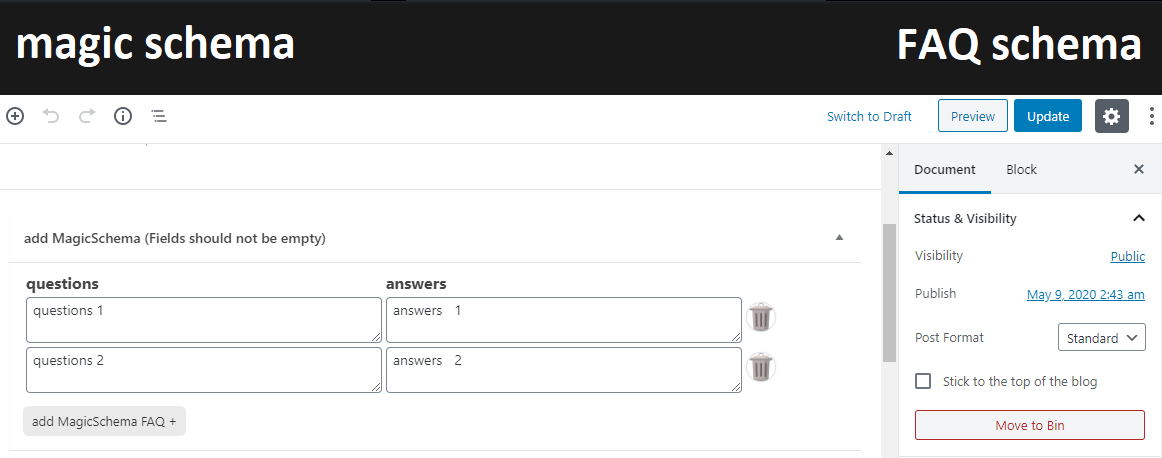 magic schema
FAQ schema
Switch to Draft
Preview
Update
Document
Block
Status & Visibility
add MagicSchema (Fields should not be empty)
Visibility
Public
questions
answers
Publish
May 9, 2020 2:43 am
questions 1
answers 1
Post Format
Standard
questions 2
answers 2
Stick to the top of the blog
add MagicSchema FAQ +
Move to Bin